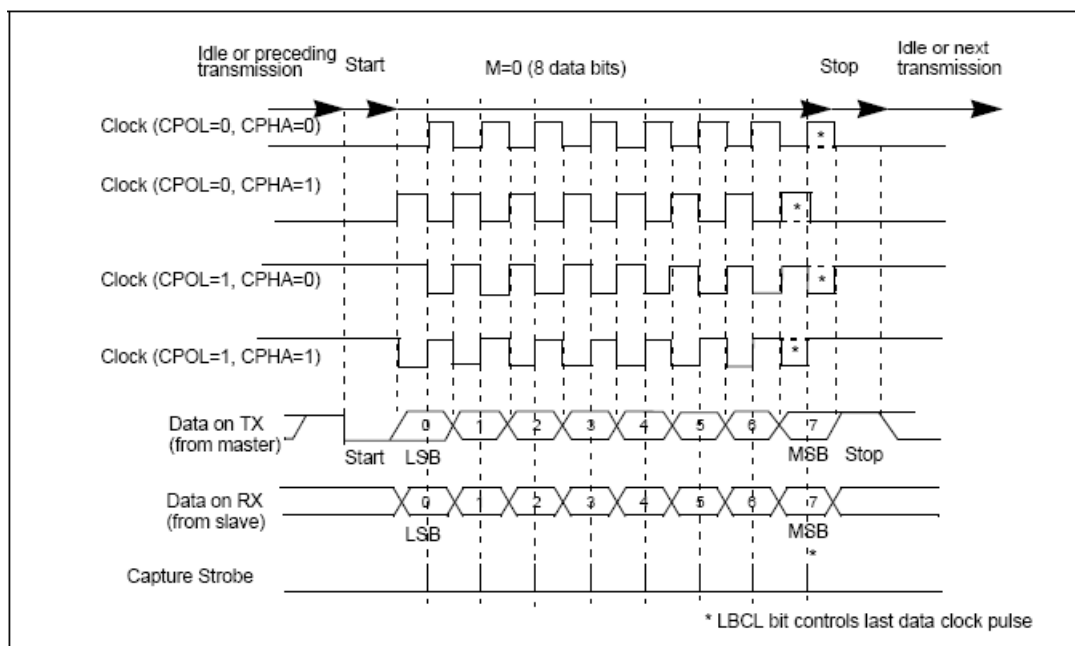 Idle or preceding
transmission
Start
M=0 (8 data bits)
Stop
Idle or next
transmission
Clock (CPOL=0, CPHA=0)
*
Clock (CPOL=0, CPHA=1)
*
Clock (CPOL=1, CPHA=0)
*
Clock (CPOL=1, CPHA=1)
*
Data on TX
(from master)
0 1 2 3 4 5 6 7
Start LSB MSB Stop
Data on RX
(from slave)
0 1 2 3 4 5 6 7
LSB MSB
*
Capture Strobe
* LBCL bit controls last data clock pulse